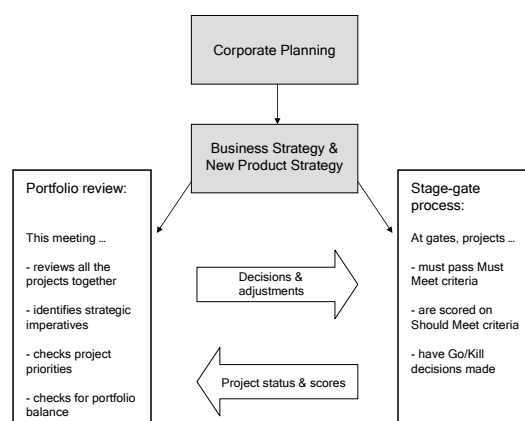 Corporate Planning
Business Strategy &
New Product Strategy
Portfolio review:
This meeting …
- reviews all the
projects together
- identifies strategic
imperatives
- checks project
priorities
- checks for portfolio
balance
Decisions &
adjustments
Project status & scores
Stage-gate
process:
At gates, projects …
- must pass Must
Meet criteria
- are scored on
Should Meet criteria
- have Go/Kill
decisions made